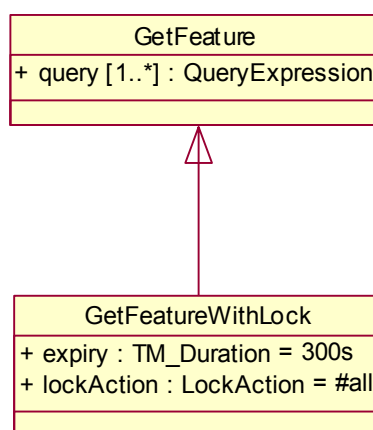 GetFeature
+ query [1..*] : QueryExpression
GetFeatureWithLock
+ expiry : TM_Duration = 300s
+ lockAction : LockAction = #all